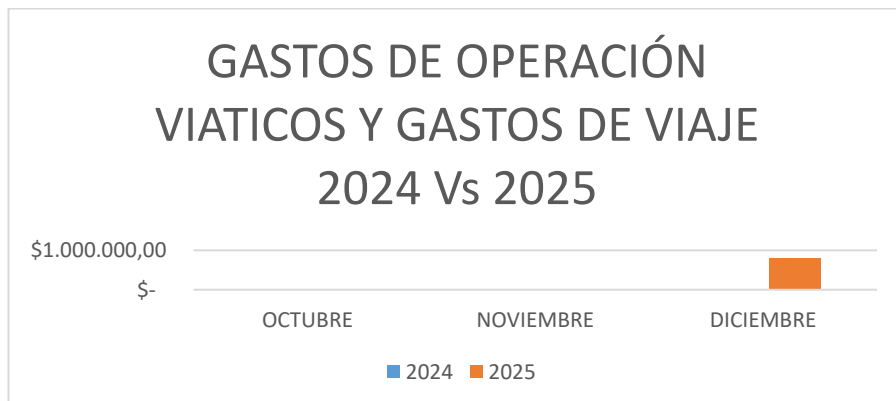 GASTOS DE OPERACIÓN
VIATICOS Y GASTOS DE VIAJE
2024 Vs 2025
$1.000.000,00
$-
OCTUBRE NOVIEMBRE DICIEMBRE
2024 2025